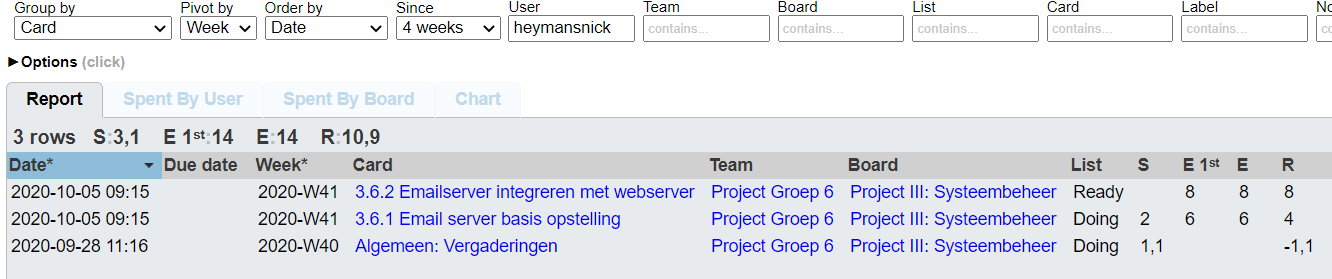 Group by Pivot by Order by Since User Team Board List Card Label No
Card Week Date 4 weeks heymansnick contains... contains... contains... contains... contains...
►Options (click)
Report Spent By User Spent By Board Chart
3 rows S:3,1 E 1st:14 E:14 R:10,9
Date* Due date Week* Card Team Board List S E 1st E R
2020-10-05 09:15 2020-W41 3.6.2 Emailserver integreren met webserver Project Groep 6 Project III: Systeembeheer Ready 8 8 8
2020-10-05 09:15 2020-W41 3.6.1 Email server basis opstelling Project Groep 6 Project III: Systeembeheer Doing 2 6 6 4
2020-09-28 11:16 2020-W40 Algemeen: Vergaderingen Project Groep 6 Project III: Systeembeheer Doing 1,1 -1,1